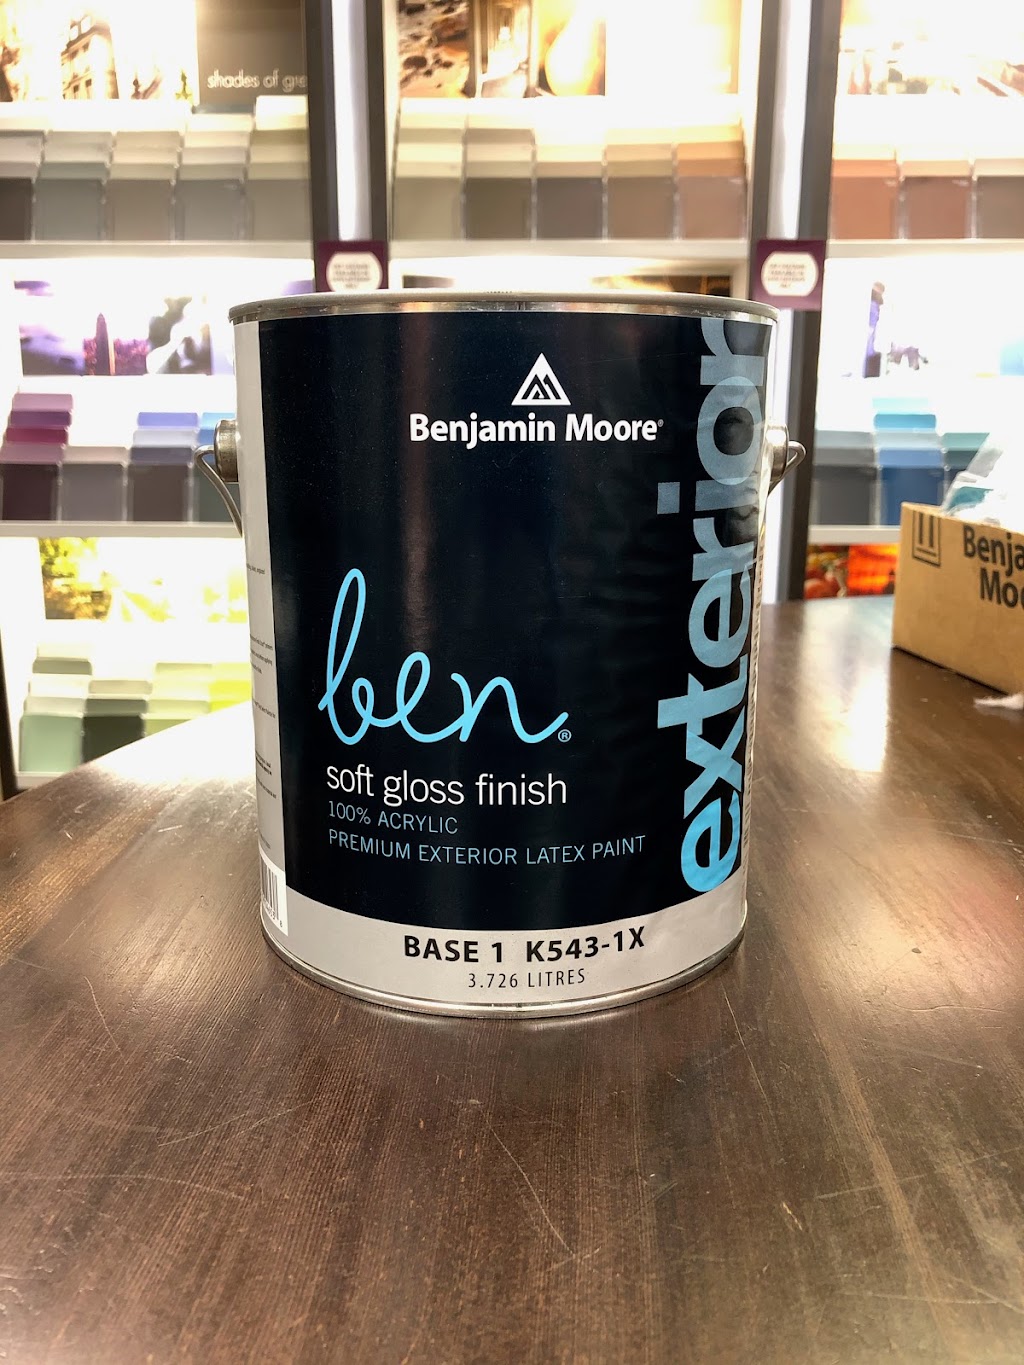 shades of gre
Benjamin Moore®
exterior
ben®
soft gloss finish
100% ACRYLIC
PREMIUM EXTERIOR LATEX PAINT
BASE 1 K543-1X
3.726 LITRES
Benja
Moo